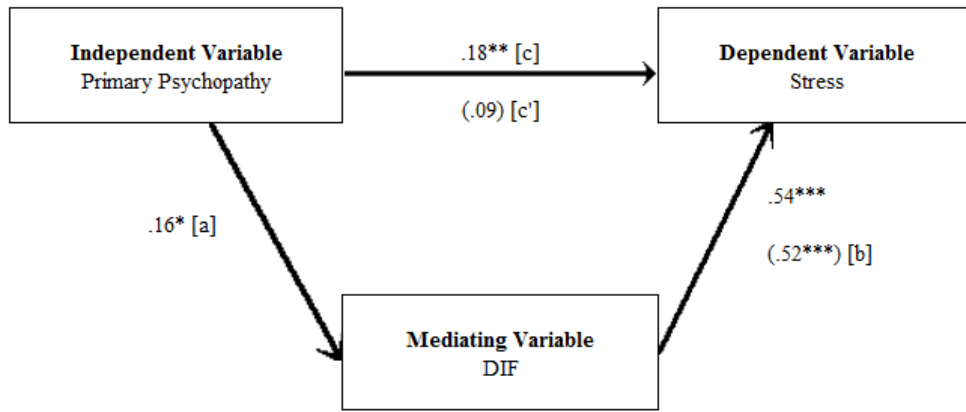 Independent Variable
Primary Psychopathy
.18** [c]
(.09) [c']
Dependent Variable
Stress
.16* [a]
.54***
(.52***) [b]
Mediating Variable
DIF